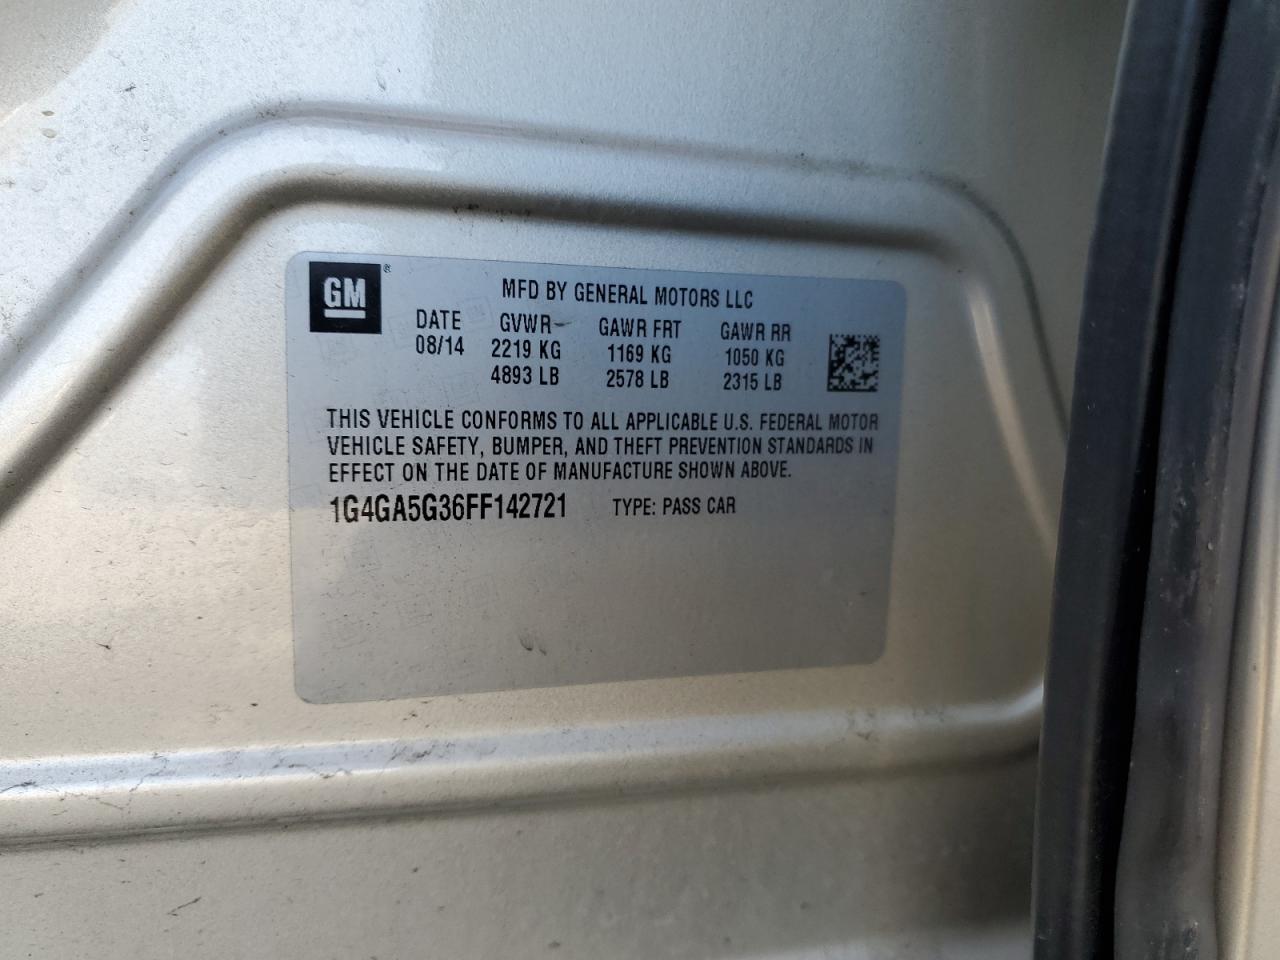 GM ®
MFD BY GENERAL MOTORS LLC
DATE GVWR GAWR FRT GAWR RR
08/14 2219 KG 1169 KG 1050 KG
4893 LB 2578 LB 2315 LB
THIS VEHICLE CONFORMS TO ALL APPLICABLE U.S. FEDERAL MOTOR
VEHICLE SAFETY, BUMPER, AND THEFT PREVENTION STANDARDS IN
EFFECT ON THE DATE OF MANUFACTURE SHOWN ABOVE.
1G4GA5G36FF142721 TYPE: PASS CAR